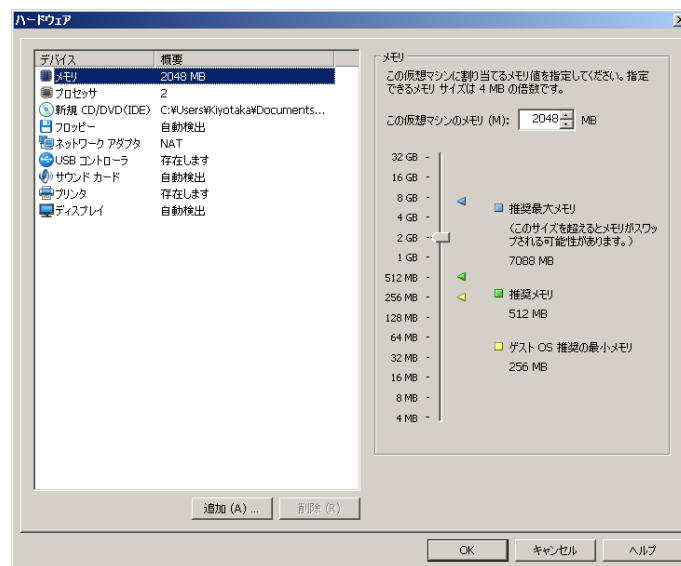 ハードウェア
デバイス 概要
メモリ 2048 MB
プロセッサ 2
新規 CD/DVD(IDE) C:¥Users¥Kiyotaka¥Documents...
フロッピー 自動検出
ネットワーク アダプタ NAT
USB コントローラ 存在します
サウンド カード 自動検出
プリンタ 存在します
ディスプレイ 自動検出
追加 (A) ... 削除 (R)
メモリ
この仮想マシンに割り当てるメモリ値を指定してください。指定
できるメモリ サイズは 4 MB の倍数です。
この仮想マシンのメモリ (M): 2048 MB
32 GB
16 GB
8 GB
4 GB
2 GB
1 GB
512 MB
256 MB
128 MB
64 MB
32 MB
16 MB
8 MB
4 MB
推奨最大メモリ
(このサイズを超えるとメモリがスワッ
プされる可能性があります。)
7088 MB
推奨メモリ
512 MB
ゲスト OS 推奨の最小メモリ
256 MB
OK キャンセル ヘルプ